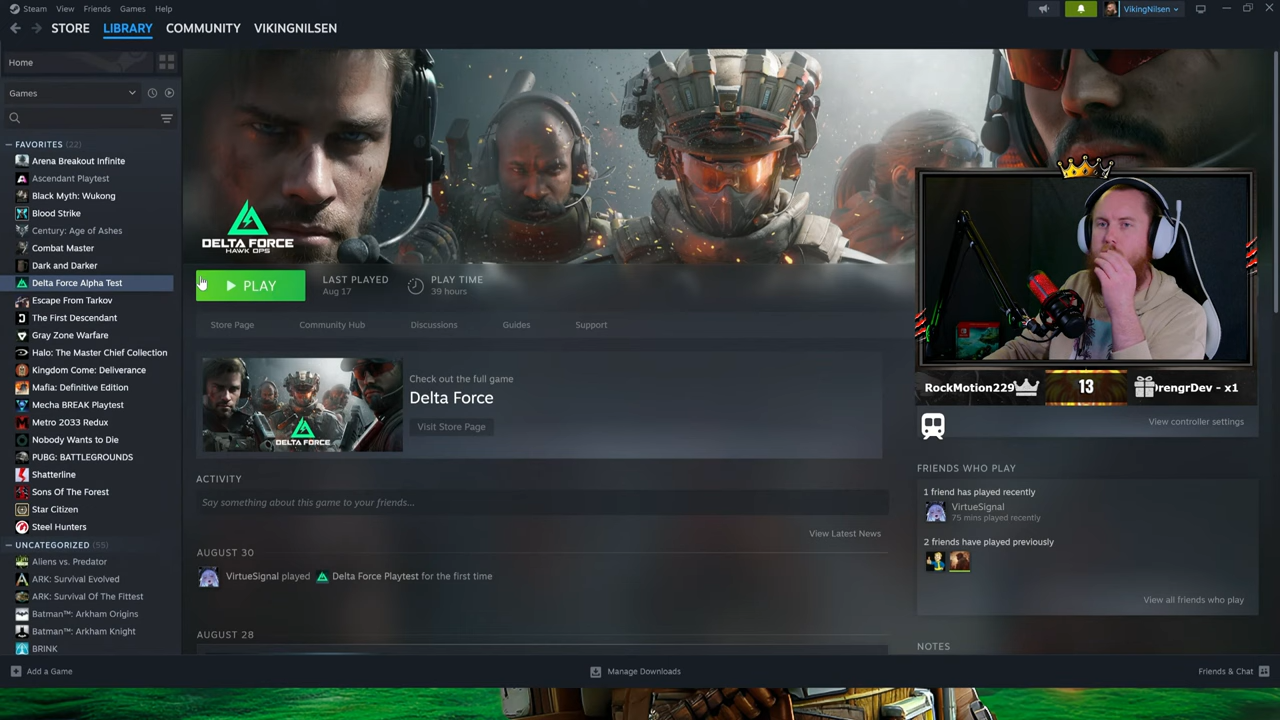 Steam View Friends Games Help
VikingNilsen
STORE LIBRARY COMMUNITY VIKINGNILSEN
Home
Games
FAVORITES (22)
Arena Breakout Infinite
Ascendant Playtest
Black Myth: Wukong
Blood Strike
Century: Age of Ashes
Combat Master
Dark and Darker
Delta Force Alpha Test
Escape From Tarkov
The First Descendant
Gray Zone Warfare
Halo: The Master Chief Collection
Kingdom Come: Deliverance
Mafia: Definitive Edition
Mecha BREAK Playtest
Metro 2033 Redux
Nobody Wants to Die
PUBG: BATTLEGROUNDS
Shatterline
Sons Of The Forest
Star Citizen
Steel Hunters
UNCATEGORIZED (55)
Aliens vs. Predator
ARK: Survival Evolved
ARK: Survival Of The Fittest
Batman™: Arkham Origins
Batman™: Arkham Knight
BRINK
DELTA FORCE
HAWK OPS
PLAY
LAST PLAYED
Aug 17
PLAY TIME
39 hours
Store Page Community Hub Discussions Guides Support
DELTA FORCE
Check out the full game
Delta Force
Visit Store Page
ACTIVITY
Say something about this game to your friends...
View Latest News
AUGUST 30
VirtueSignal played Delta Force Playtest for the first time
AUGUST 28
RockMotion229 13 DrengrDev - x1
View controller settings
FRIENDS WHO PLAY
1 friend has played recently
VirtueSignal
75 mins played recently
2 friends have played previously
View all friends who play
NOTES
Add a Game
Manage Downloads
Friends & Chat